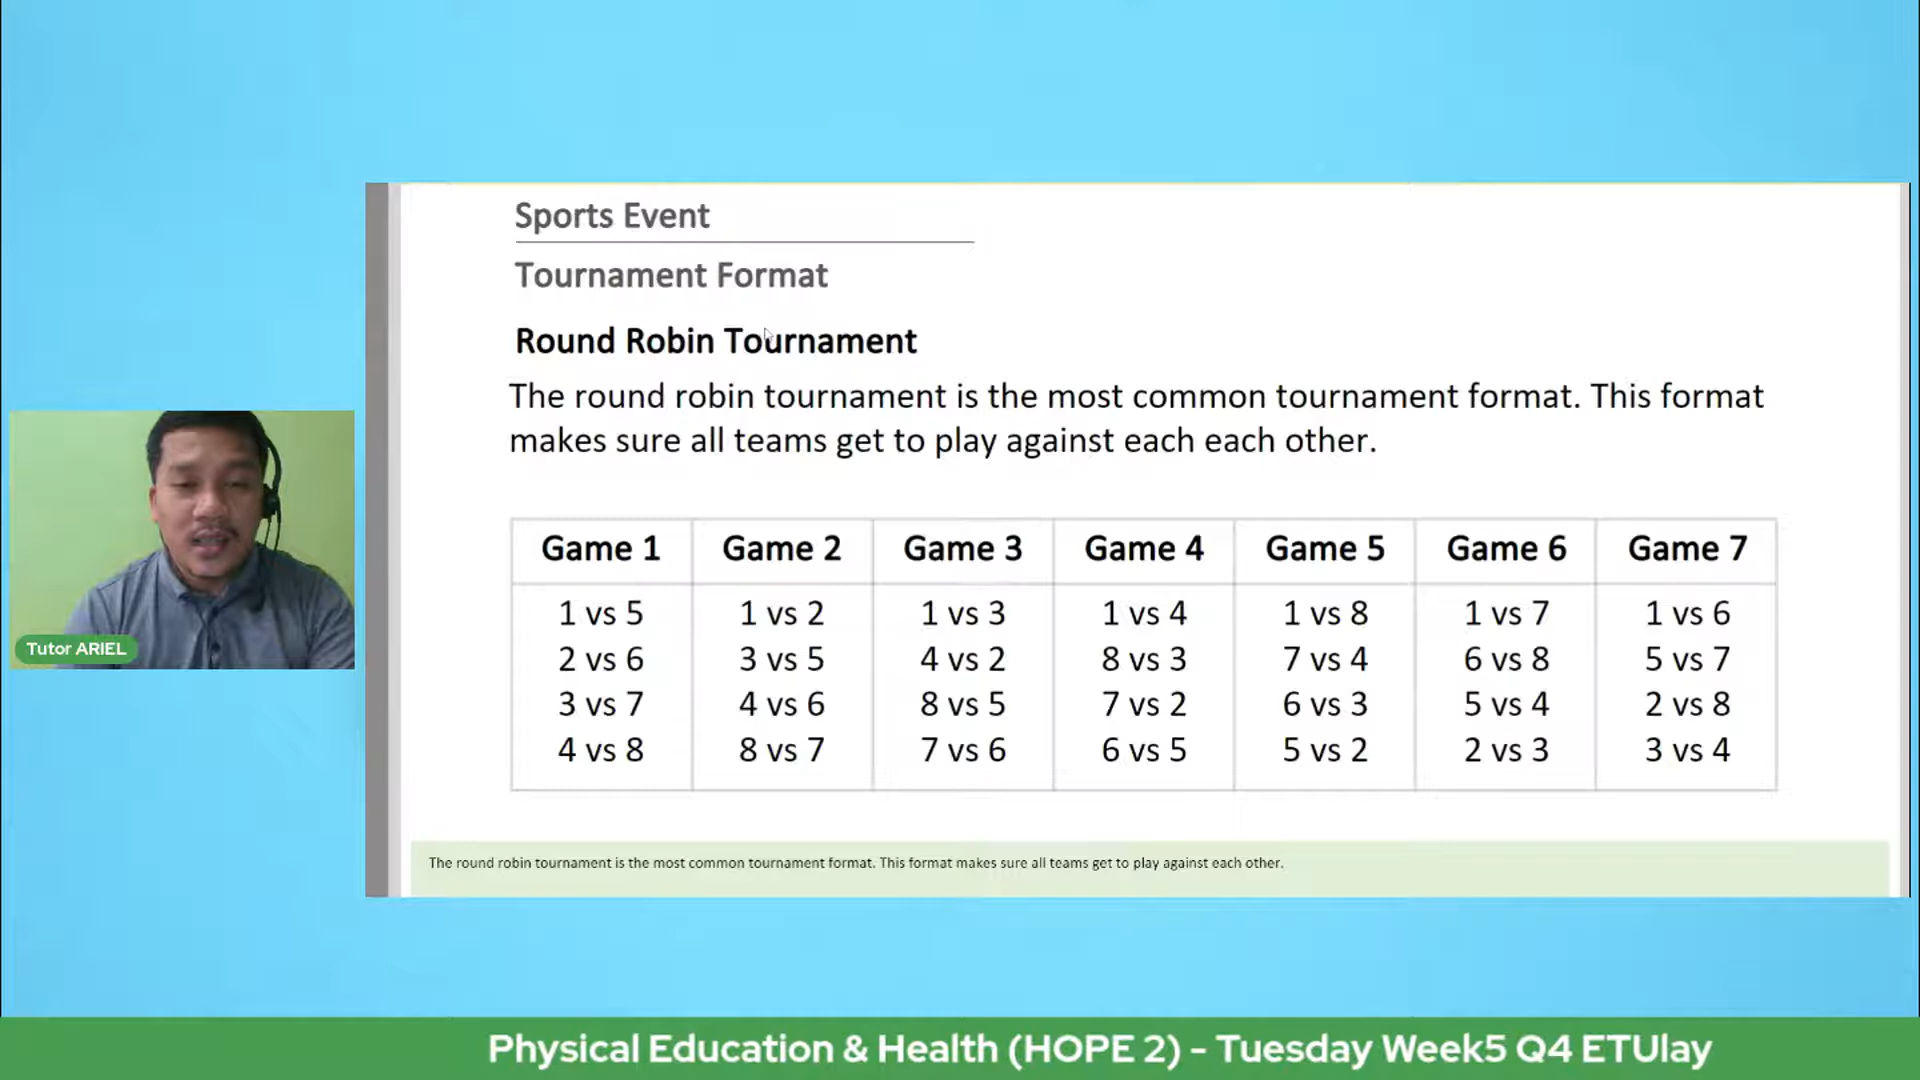 Sports Event
Tournament Format
Round Robin Tournament
The round robin tournament is the most common tournament format. This format
makes sure all teams get to play against each each other.
Game 1 Game 2 Game 3 Game 4 Game 5 Game 6 Game 7
1 vs 5 1 vs 2 1 vs 3 1 vs 4 1 vs 8 1 vs 7 1 vs 6
2 vs 6 3 vs 5 4 vs 2 8 vs 3 7 vs 4 6 vs 8 5 vs 7
3 vs 7 4 vs 6 8 vs 5 7 vs 2 6 vs 3 5 vs 4 2 vs 8
4 vs 8 8 vs 7 7 vs 6 6 vs 5 5 vs 2 2 vs 3 3 vs 4
The round robin tournament is the most common tournament format. This format makes sure all teams get to play against each other.
Tutor ARIEL
Physical Education & Health (HOPE 2) - Tuesday Week5 Q4 ETUlay